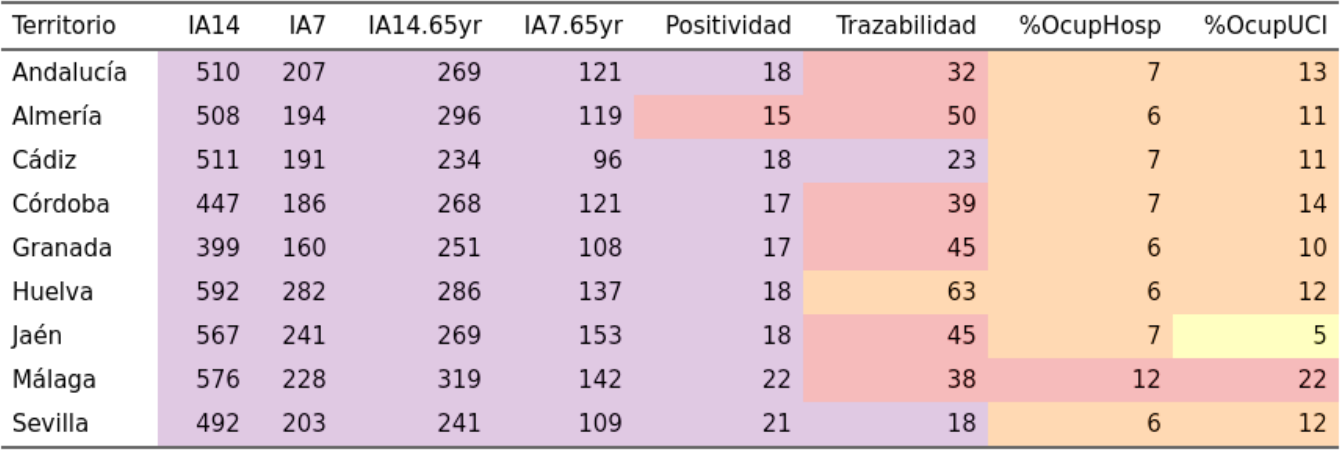 Territorio IA14 IA7 IA14.65yr IA7.65yr Positividad Trazabilidad %OcupHosp %OcupUCI
Andalucía 510 207 269 121 18 32 7 13
Almería 508 194 296 119 15 50 6 11
Cádiz 511 191 234 96 18 23 7 11
Córdoba 447 186 268 121 17 39 7 14
Granada 399 160 251 108 17 45 6 10
Huelva 592 282 286 137 18 63 6 12
Jaén 567 241 269 153 18 45 7 5
Málaga 576 228 319 142 22 38 12 22
Sevilla 492 203 241 109 21 18 6 12